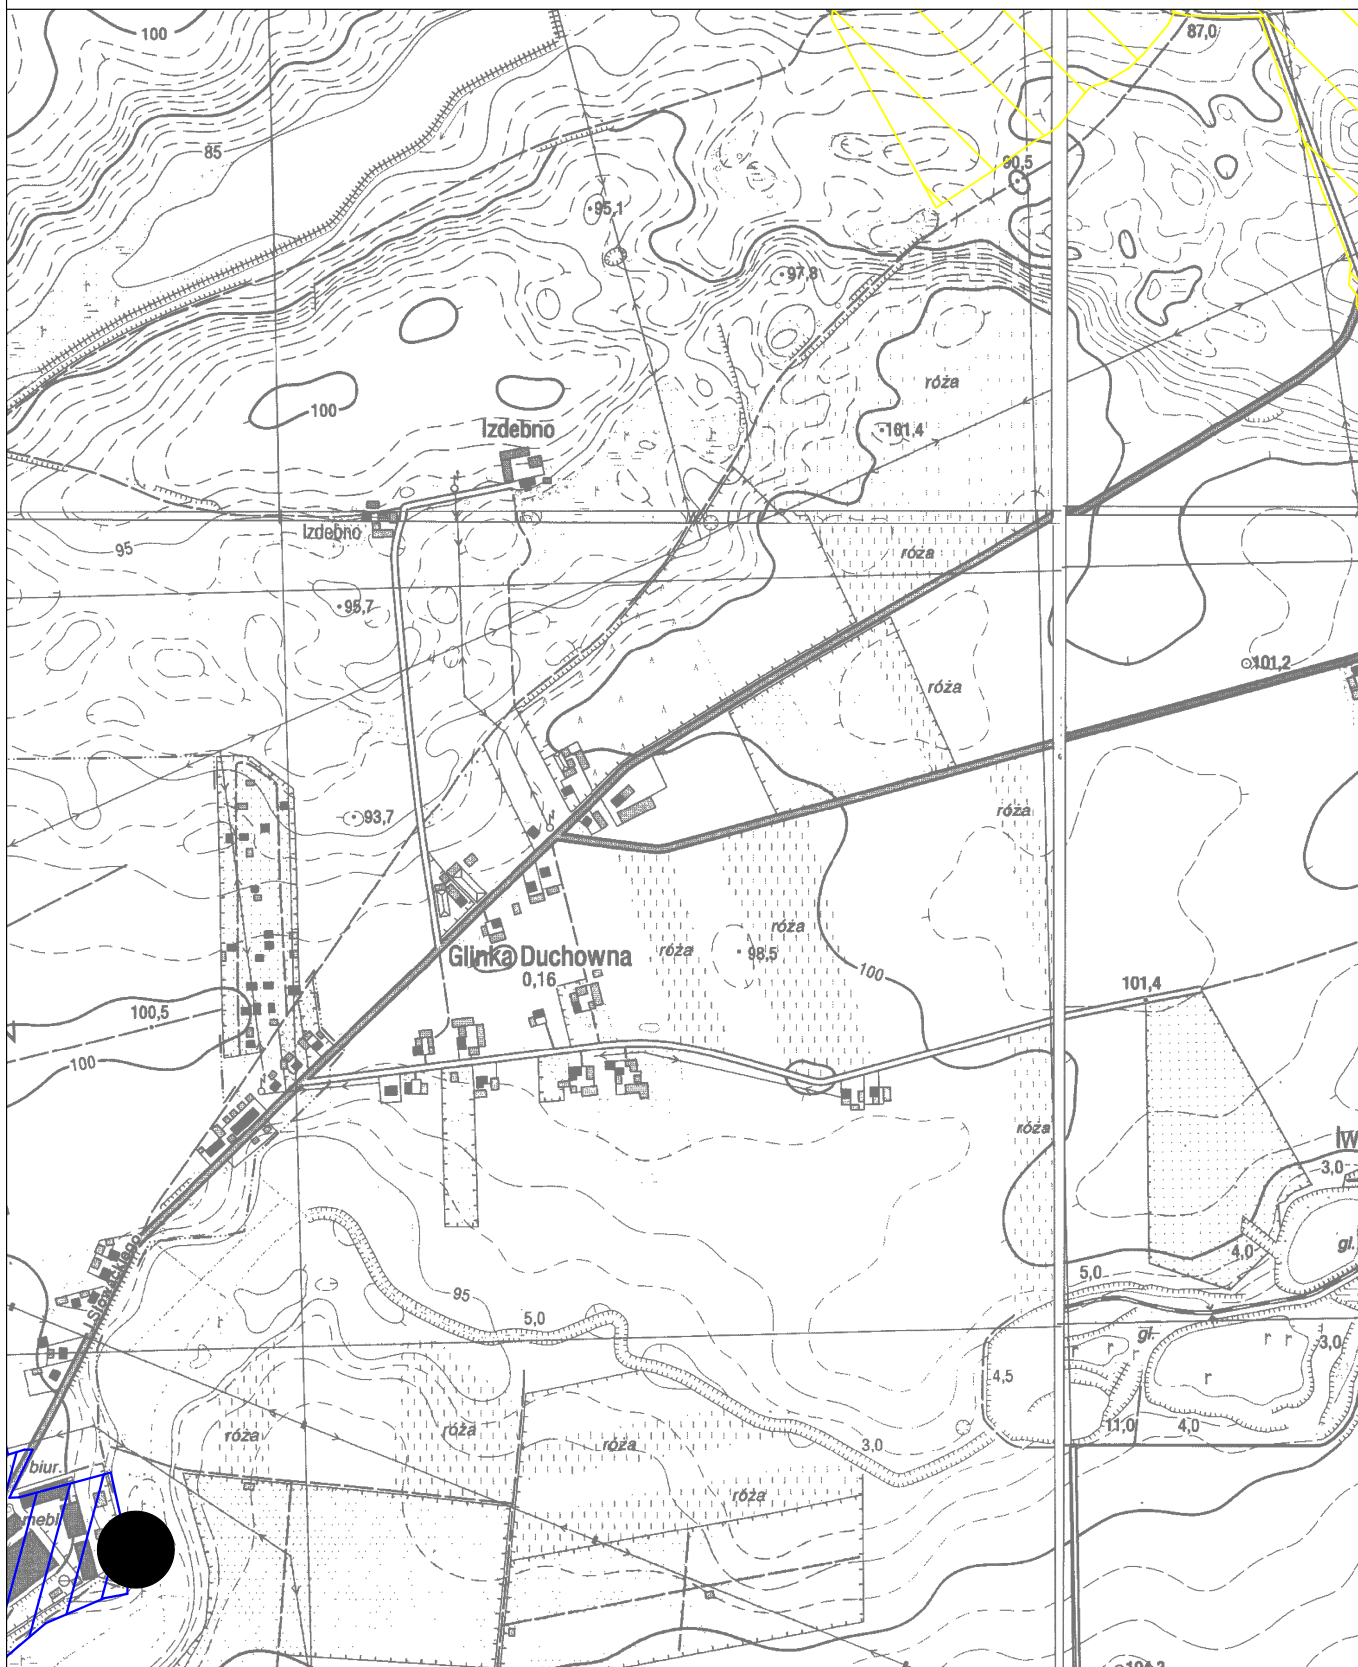 100
87,0
85
90,5
95,1
97,8
róża
100
101,4
Izdebno
Izdebno
95
róża
95,7
101,2
róża
róża
93,7
róża
róża
98,5
Glinka Duchowna
0,16
100
101,4
100,5
100
róża
3,0
4,0
gl.
5,0
Słowackiego
95
5,0
gl.
r
r
r
r
3,0
r
4,5
11,0
4,0
róża
róża
róża
3,0
biur.
róża
mebl.